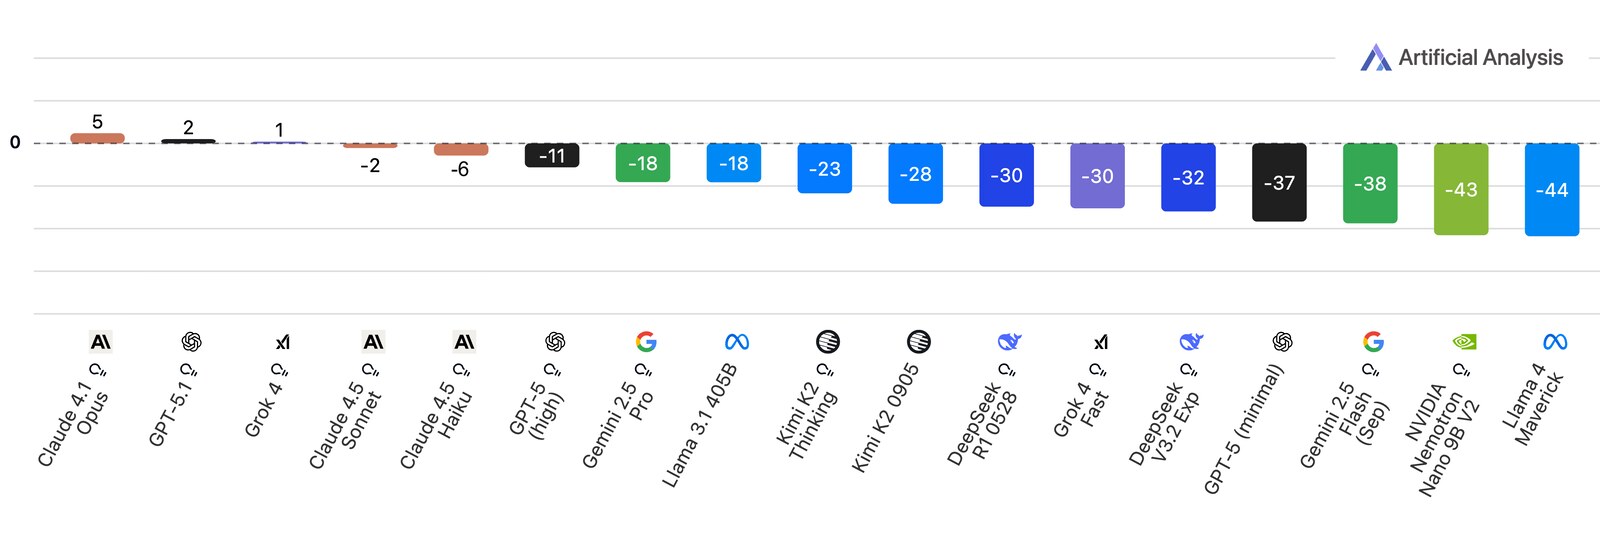 Artificial Analysis
0
5
2
1
-2
-6
-11
-18
-18
-23
-28
-30
-30
-32
-37
-38
-43
-44
Claude 4.1
Opus
GPT-5.1
Grok 4
Claude 4.5
Sonnet
Claude 4.5
Haiku
GPT-5
(high)
Gemini 2.5
Pro
Llama 3.1 405B
Kimi K2
Thinking
Kimi K2 0905
DeepSeek
R1 0528
Grok 4
Fast
DeepSeek
V3.2 Exp
GPT-5 (minimal)
Gemini 2.5
Flash
(Sep)
NVIDIA
Nemotron
Nano 9B V2
Llama 4
Maverick